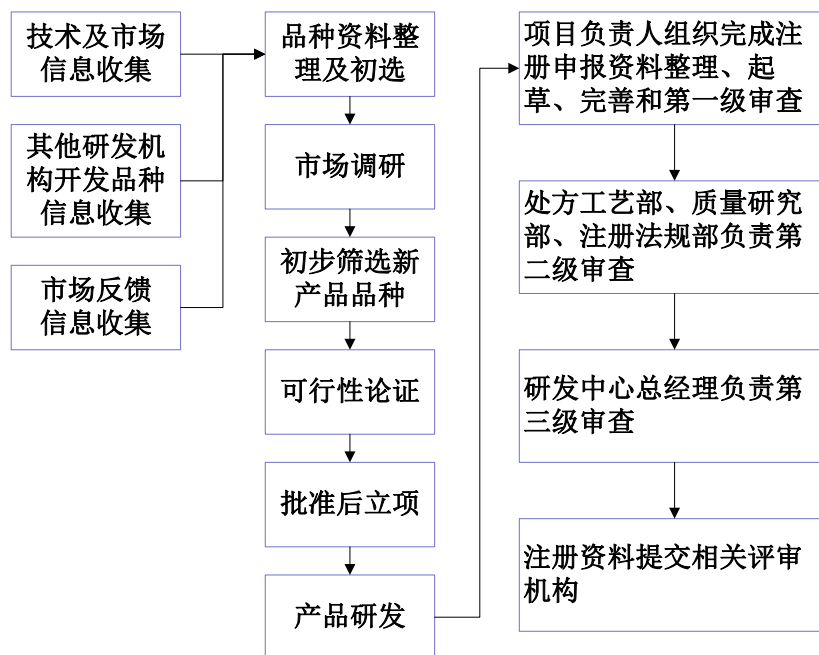 技术及市场
信息收集
其他研发机
构开发品种
信息收集
市场反馈
信息收集
品种资料整
理及初选
市场调研
初步筛选新
产品品种
可行性论证
批准后立项
产品研发
项目负责人组织完成注
册申报资料整理、起
草、完善和第一级审查
处方工艺部、质量研究
部、注册法规部负责第
二级审查
研发中心总经理负责第
三级审查
注册资料提交相关评审
机构